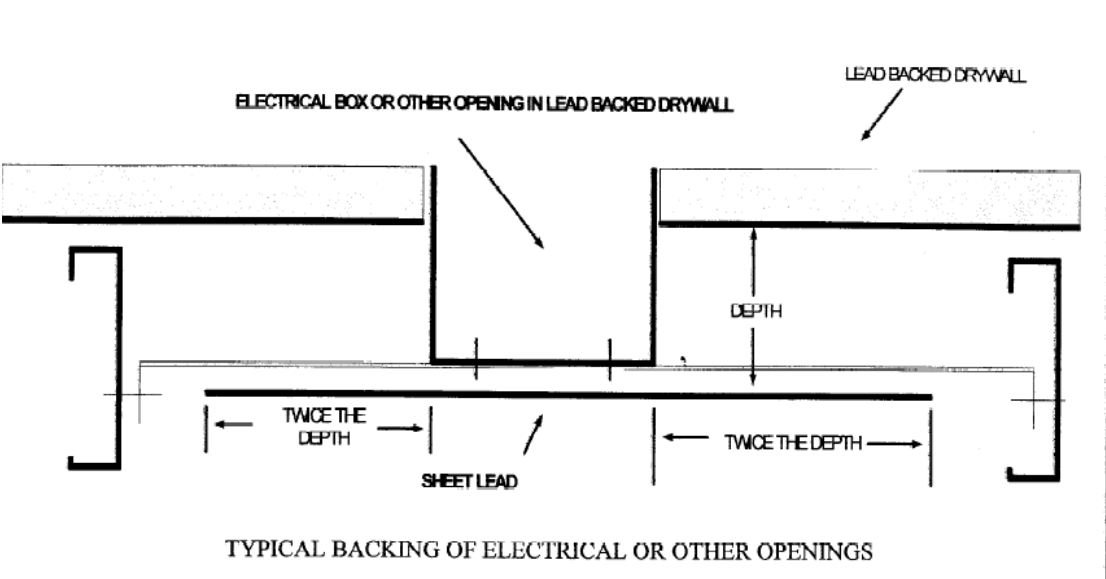 LEAD BACKED DRYWALL
ELECTRICAL BOX OR OTHER OPENING IN LEAD BACKED DRYWALL
DEPTH
TWICE THE
DEPTH
TWICE THE DEPTH
SHEET LEAD
TYPICAL BACKING OF ELECTRICAL OR OTHER OPENINGS